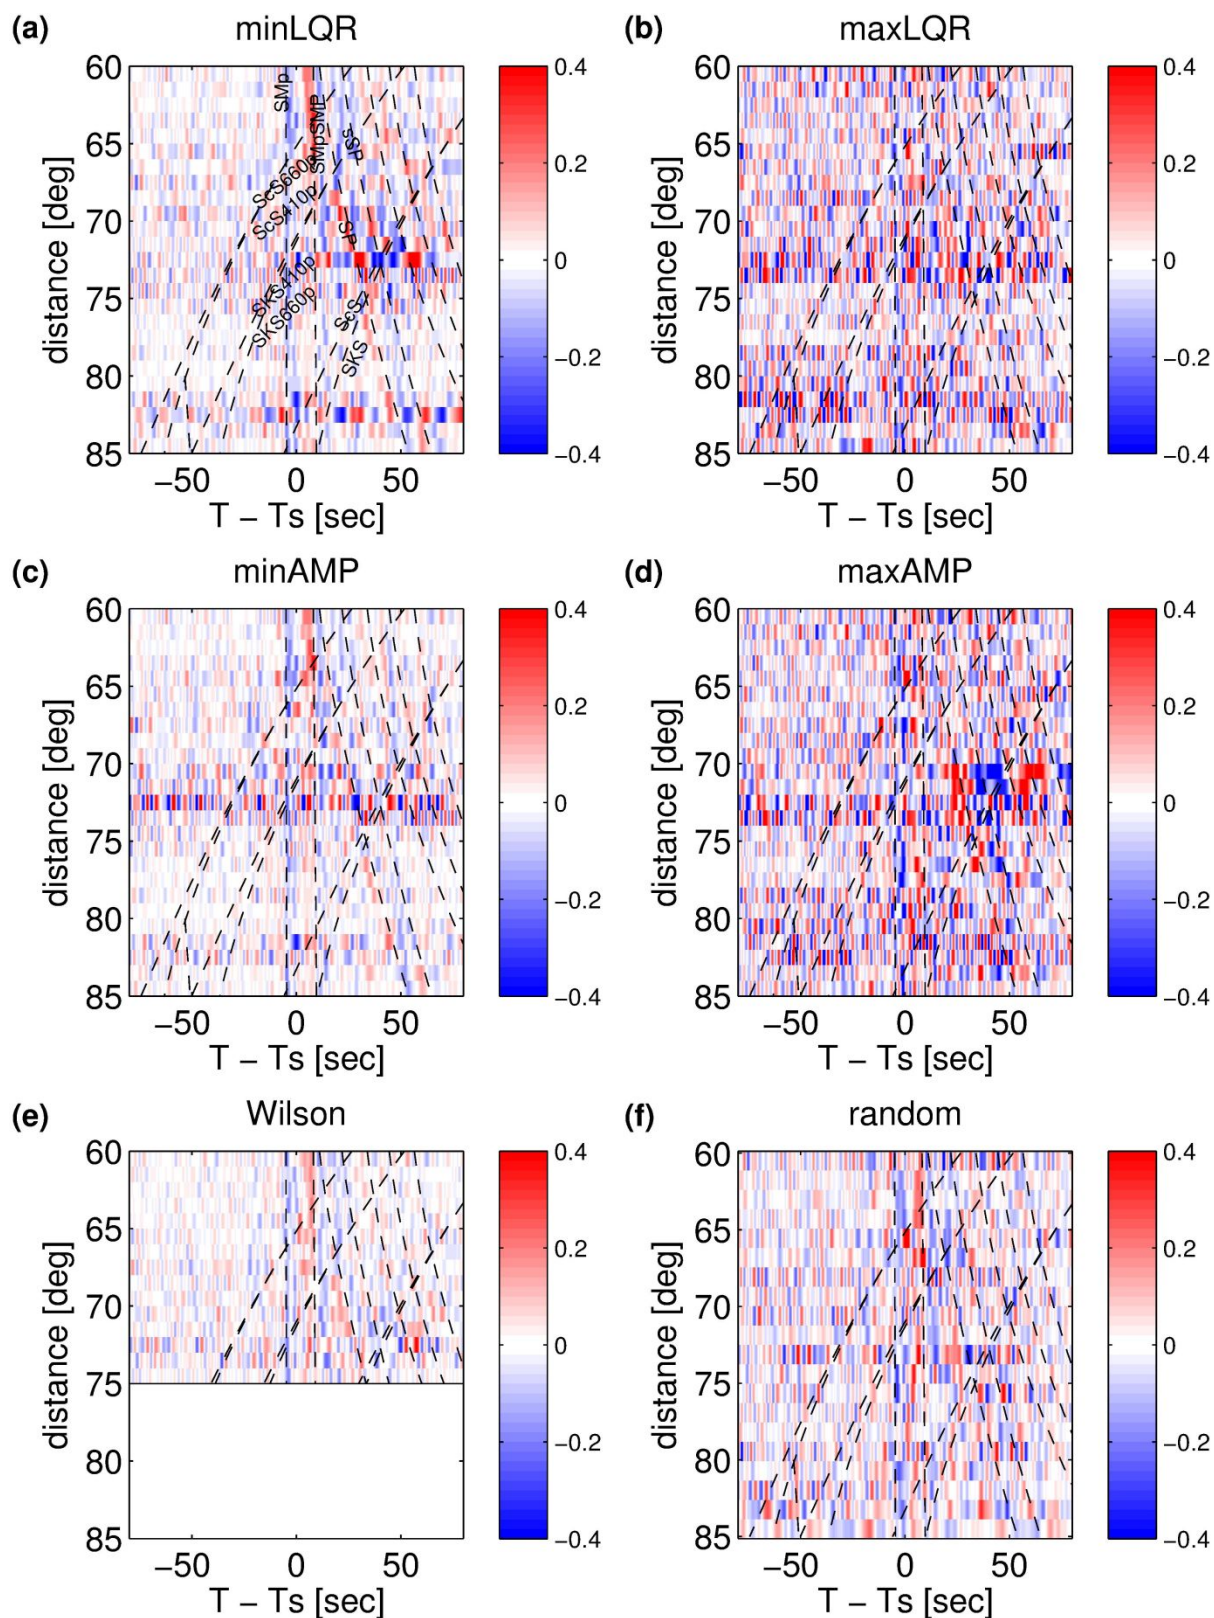 (a) minLQR
(b) maxLQR
60
65
70
75
80
85
distance [deg]
SMp
SMpSMP
sSP
ScS660p
ScS410p
SP
SKS410p
SKS660p
ScS
SKS
−50 0 50
T − Ts [sec]
0.4
0.2
0
−0.2
−0.4
60
65
70
75
80
85
distance [deg]
−50 0 50
T − Ts [sec]
0.4
0.2
0
−0.2
−0.4
(c) minAMP
(d) maxAMP
60
65
70
75
80
85
distance [deg]
−50 0 50
T − Ts [sec]
0.4
0.2
0
−0.2
−0.4
60
65
70
75
80
85
distance [deg]
−50 0 50
T − Ts [sec]
0.4
0.2
0
−0.2
−0.4
(e) Wilson
(f) random
60
65
70
75
80
85
distance [deg]
−50 0 50
T − Ts [sec]
0.4
0.2
0
−0.2
−0.4
60
65
70
75
80
85
distance [deg]
−50 0 50
T − Ts [sec]
0.4
0.2
0
−0.2
−0.4